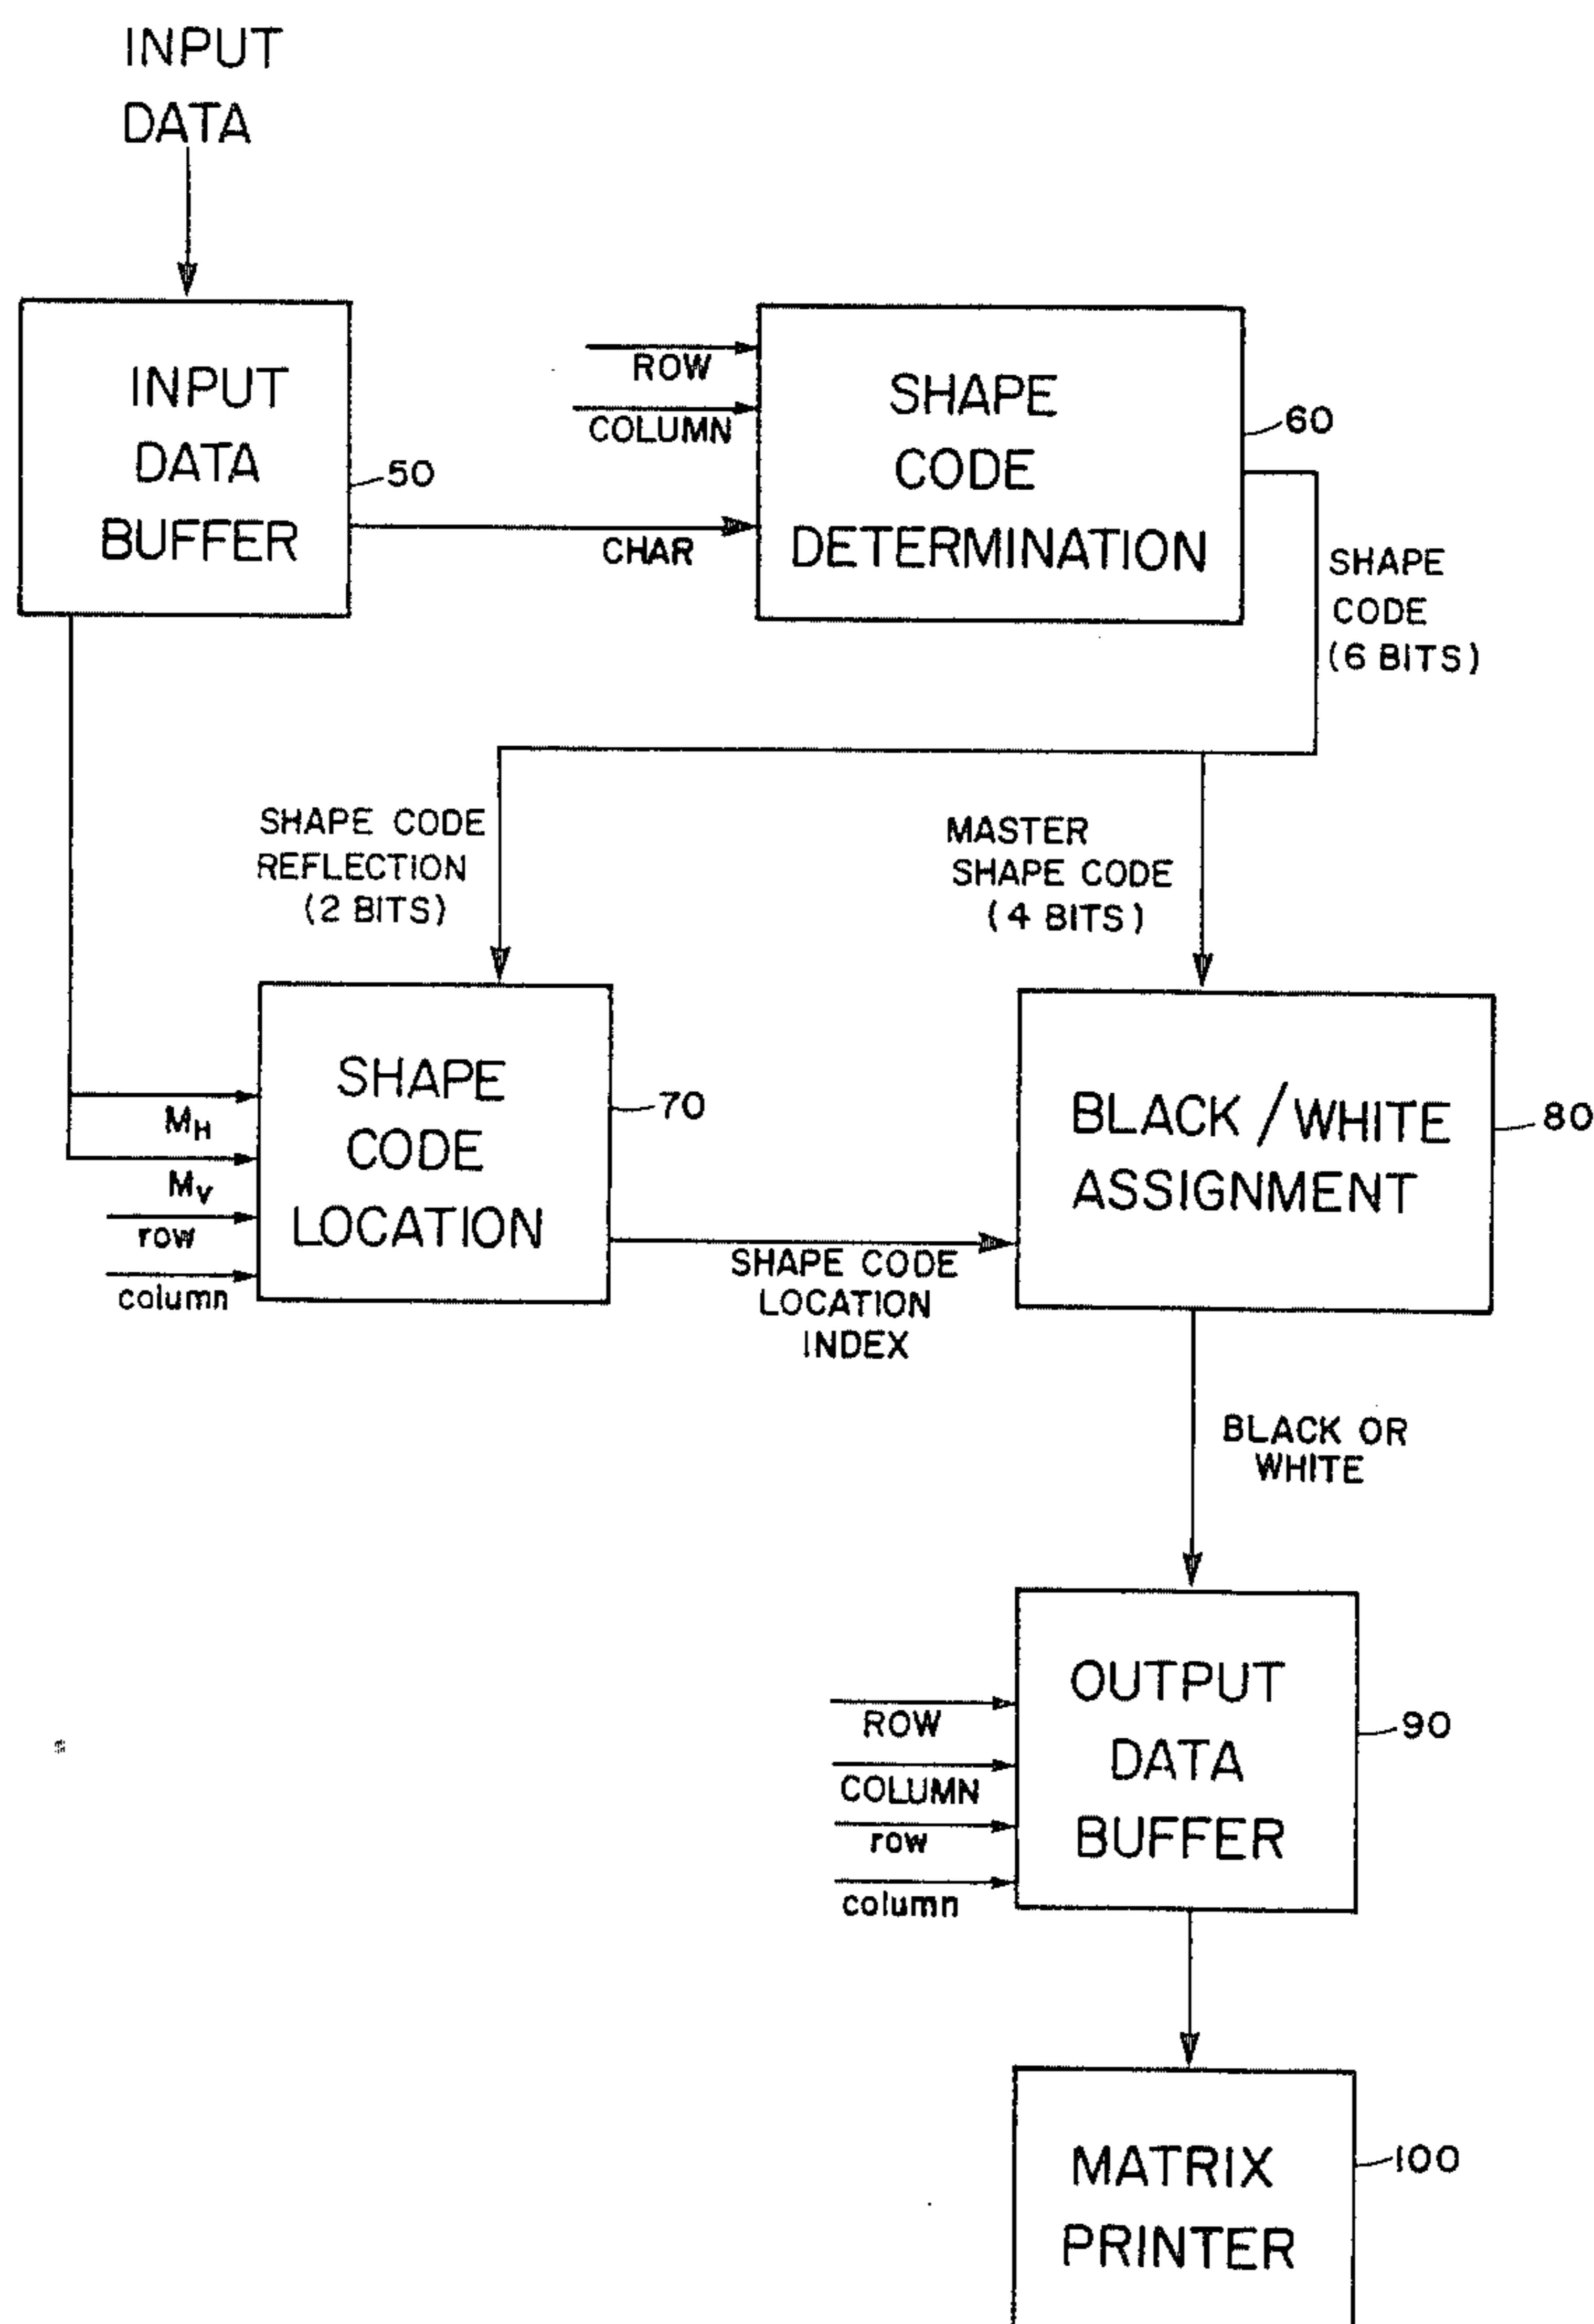 INPUT
DATA
INPUT
DATA
BUFFER
50
ROW
COLUMN
CHAR
SHAPE
CODE
DETERMINATION
60
SHAPE
CODE
(6 BITS)
SHAPE CODE
REFLECTION
(2 BITS)
MASTER
SHAPE CODE
(4 BITS)
MH
MV
row
column
SHAPE
CODE
LOCATION
70
SHAPE CODE
LOCATION
INDEX
BLACK/WHITE
ASSIGNMENT
80
BLACK OR
WHITE
ROW
COLUMN
row
column
OUTPUT
DATA
BUFFER
90
MATRIX
PRINTER
100